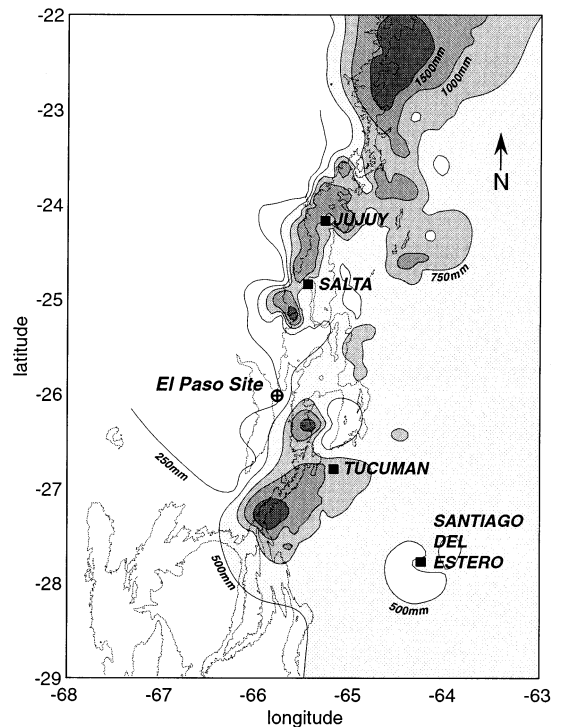 -22
-23
-24
-25
-26
-27
-28
-29
latitude
-68
-67
-66
-65
-64
-63
longitude
1500mm
1000mm
N
JUJUY
750mm
SALTA
El Paso Site
250mm
TUCUMAN
SANTIAGO
DEL
ESTERO
500mm
500mm